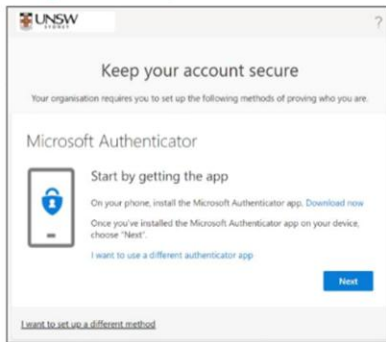 UNSW
SYDNEY
?
Keep your account secure
Your organisation requires you to set up the following methods of proving who you are.
Microsoft Authenticator
Start by getting the app
On your phone, install the Microsoft Authenticator app. Download now
Once you've installed the Microsoft Authenticator app on your device,
choose "Next".
I want to use a different authenticator app
Next
I want to set up a different method